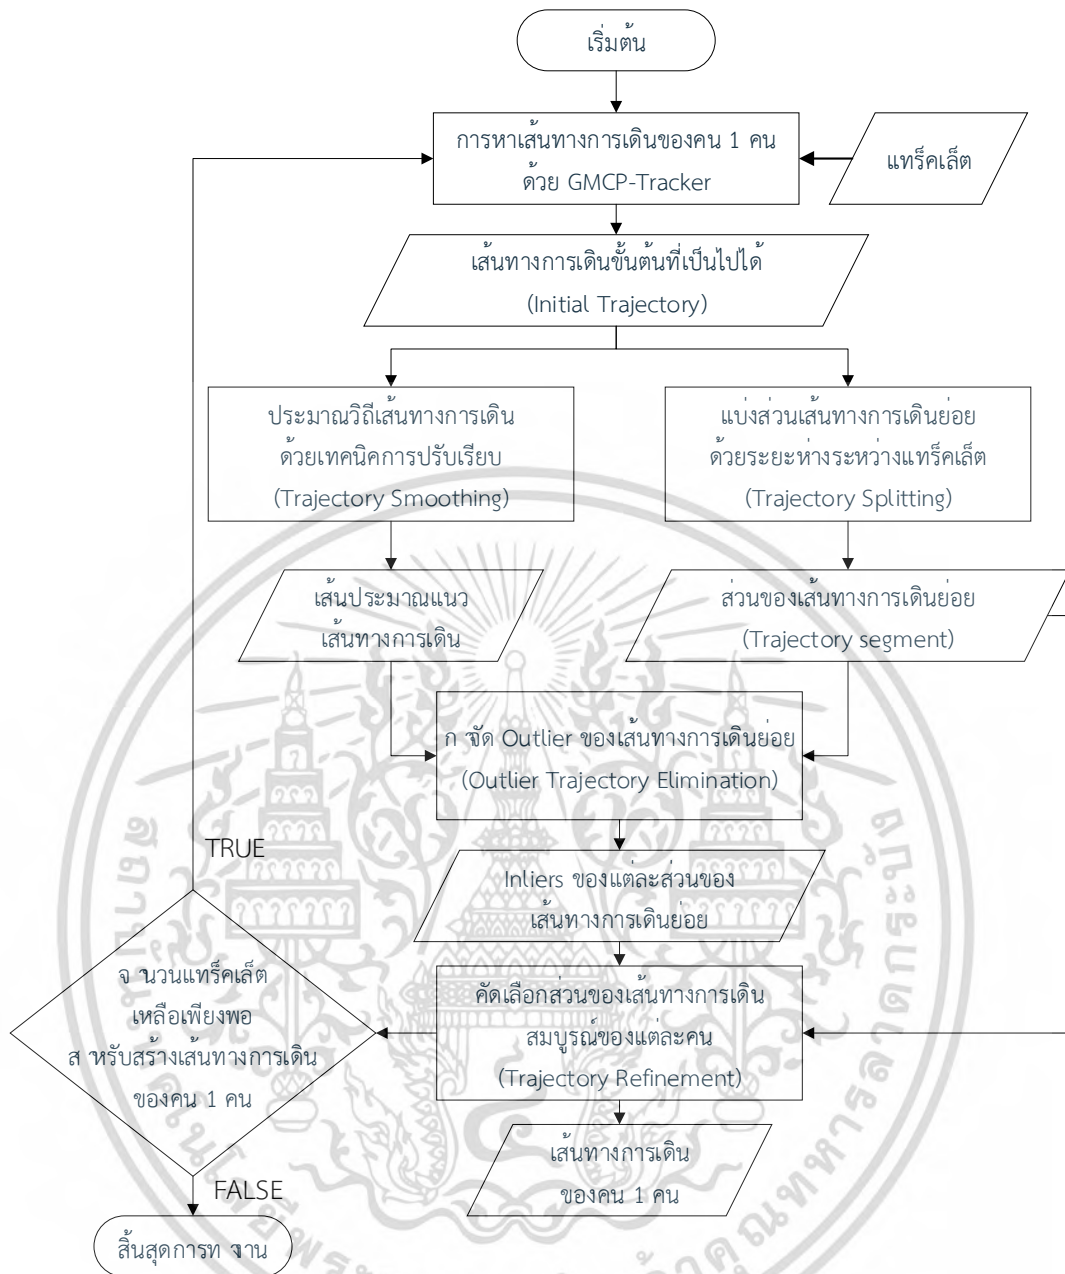 เริ่มต้น
การหาเส้นทางการเดินของคน 1 คน
ด้วย GMCP-Tracker
แทร็คเล็ต
เส้นทางการเดินขั้นต้นที่เป็นไปได้
(Initial Trajectory)
ประมาณวิถีเส้นทางการเดิน
ด้วยเทคนิคการปรับเรียบ
(Trajectory Smoothing)
แบ่งส่วนเส้นทางการเดินย่อย
ด้วยระยะห่างระหว่างแทร็คเล็ต
(Trajectory Splitting)
เส้นประมาณแนว
เส้นทางการเดิน
ส่วนของเส้นทางการเดินย่อย
(Trajectory segment)
กำจัด Outlier ของเส้นทางการเดินย่อย
(Outlier Trajectory Elimination)
TRUE
Inliers ของแต่ละส่วนของ
เส้นทางการเดินย่อย
จำนวนแทร็คเล็ต
เหลือเพียงพอ
สำหรับสร้างเส้นทางการเดิน
ของคน 1 คน
คัดเลือกส่วนของเส้นทางการเดิน
สมบูรณ์ของแต่ละคน
(Trajectory Refinement)
เส้นทางการเดิน
ของคน 1 คน
FALSE
สิ้นสุดการทำงาน